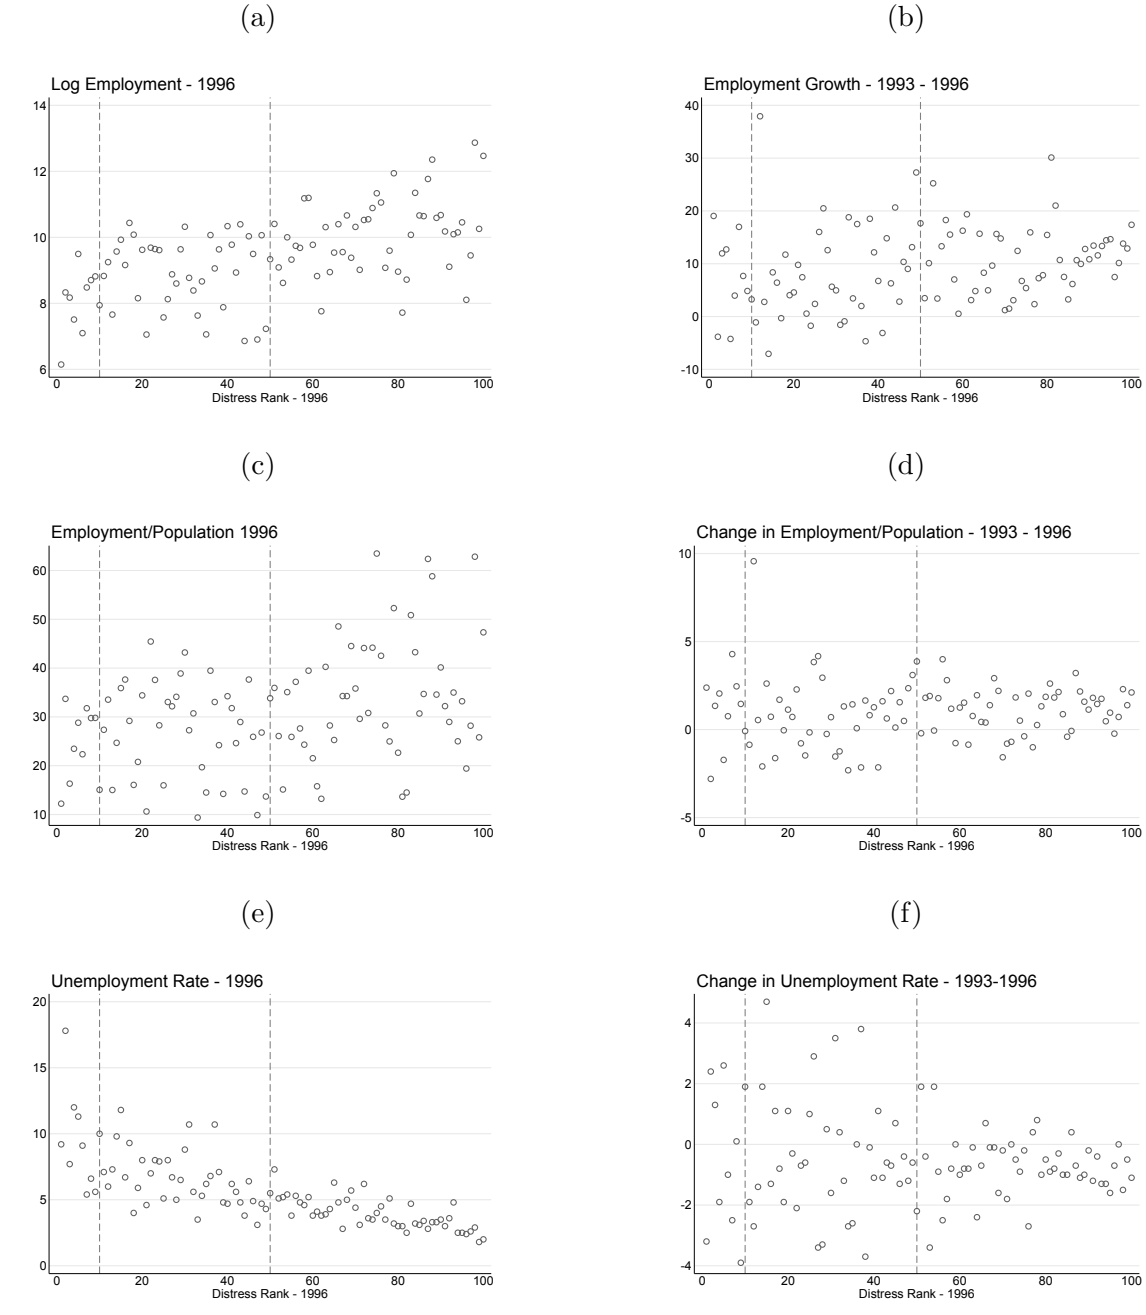 (a)
Log Employment - 1996
14
12
10
8
6
0 20 40 60 80 100
Distress Rank - 1996
(b)
Employment Growth - 1993 - 1996
40
30
20
10
0
-10
0 20 40 60 80 100
Distress Rank - 1996
(c)
Employment/Population 1996
60
50
40
30
20
10
0 20 40 60 80 100
Distress Rank - 1996
(d)
Change in Employment/Population - 1993 - 1996
10
5
0
-5
0 20 40 60 80 100
Distress Rank - 1996
(e)
Unemployment Rate - 1996
20
15
10
5
0
0 20 40 60 80 100
Distress Rank - 1996
(f)
Change in Unemployment Rate - 1993-1996
4
2
0
-2
-4
0 20 40 60 80 100
Distress Rank - 1996